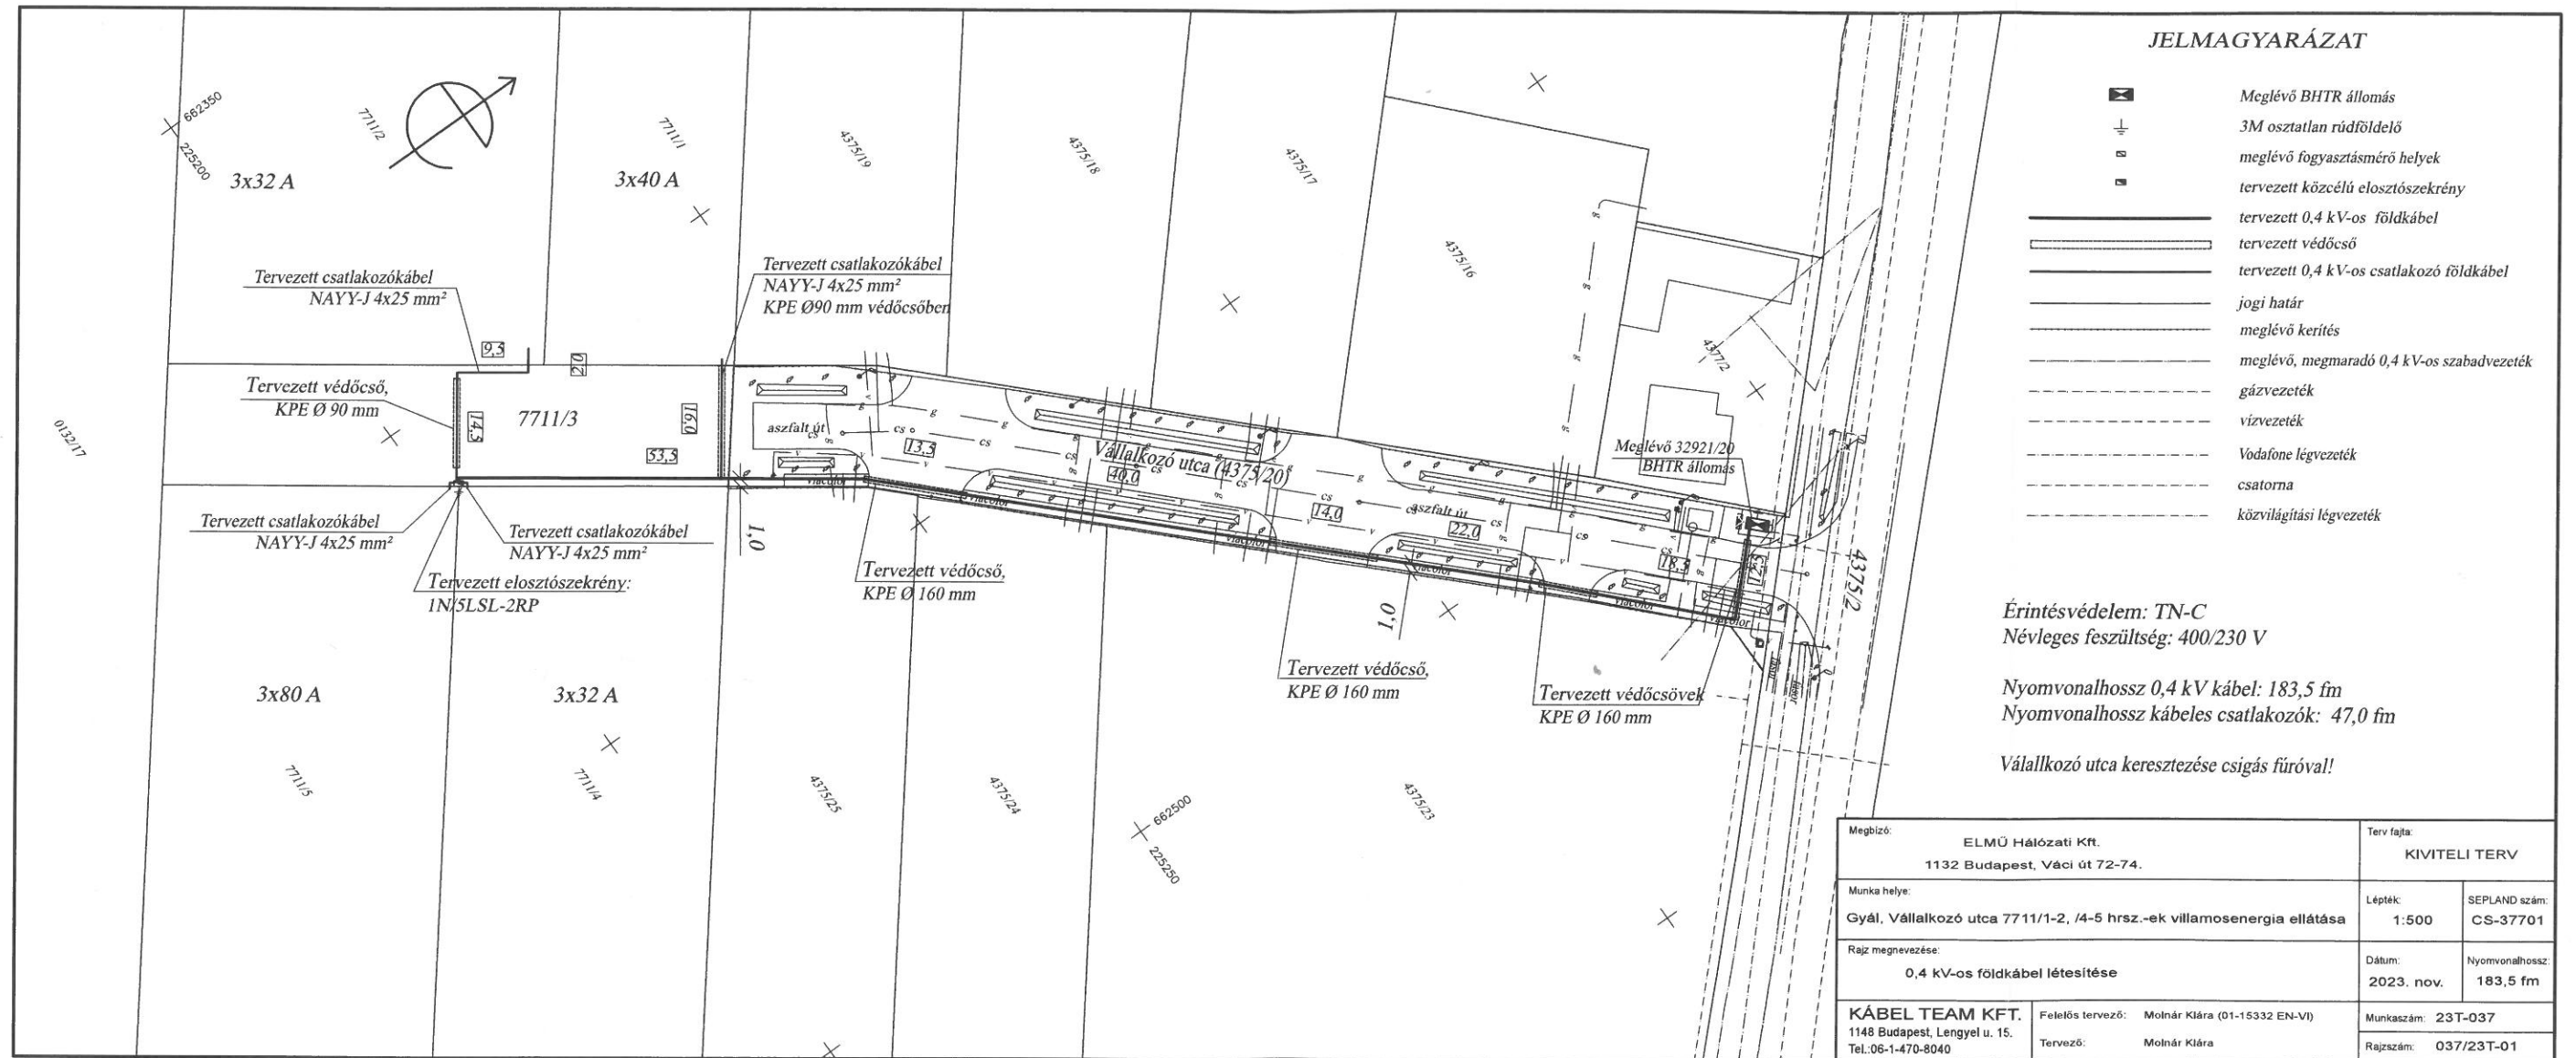 JELMAGYARÁZAT
Meglévő BHTR állomás
3M osztatlan rúdföldelő
meglévő fogyasztásmérő helyek
tervezett közcélú elosztószekrény
tervezett 0,4 kV-os földkábel
tervezett védőcső
tervezett 0,4 kV-os csatlakozó földkábel
jogi határ
meglévő kerítés
meglévő, megmaradó 0,4 kV-os szabadvezeték
gázvezeték
vízvezeték
Vodafone légvezeték
csatorna
közvilágítási légvezeték
662350
225200
7711/2
3x32 A
7711/1
3x40 A
4375/19
4375/18
4375/17
4375/16
4377/2
Tervezett csatlakozókábel
NAYY-J 4x25 mm²
Tervezett csatlakozókábel
NAYY-J 4x25 mm²
KPE Ø90 mm védőcsőben
9,5
2,0
Tervezett védőcső,
KPE Ø 90 mm
14,5
7711/3
16,0
53,5
0132/17
aszfalt út
13,5
Vállalkozó utca (4375/20)
40,0
14,0
aszfalt út
22,0
18,5
12,5
Meglévő 32921/20
BHTR állomás
viacolor
viacolor
viacolor
viacolor
viacolor
viacolor
4375/2
1,0
1,0
Tervezett csatlakozókábel
NAYY-J 4x25 mm²
Tervezett csatlakozókábel
NAYY-J 4x25 mm²
Tervezett elosztószekrény:
1N/5LSL-2RP
Tervezett védőcső,
KPE Ø 160 mm
Tervezett védőcső,
KPE Ø 160 mm
Tervezett védőcsövek
KPE Ø 160 mm
3x80 A
3x32 A
7711/5
7711/4
4375/25
4375/24
4375/23
662500
225250
Érintésvédelem: TN-C
Névleges feszültség: 400/230 V
Nyomvonalhossz 0,4 kV kábel: 183,5 fm
Nyomvonalhossz kábeles csatlakozók: 47,0 fm
Válallkozó utca keresztezése csigás fúróval!
Megbízó:
ELMŰ Hálózati Kft.
1132 Budapest, Váci út 72-74.
Terv fajta:
KIVITELI TERV
Munka helye:
Gyál, Vállalkozó utca 7711/1-2, /4-5 hrsz.-ek villamosenergia ellátása
Lépték:
1:500
SEPLAND szám:
CS-37701
Rajz megnevezése:
0,4 kV-os földkábel létesítése
Dátum:
2023. nov.
Nyomvonalhossz:
183,5 fm
KÁBEL TEAM KFT.
1148 Budapest, Lengyel u. 15.
Tel.:06-1-470-8040
Felelős tervező: Molnár Klára (01-15332 EN-VI)
Tervező: Molnár Klára
Munkaszám: 23T-037
Rajzszám: 037/23T-01